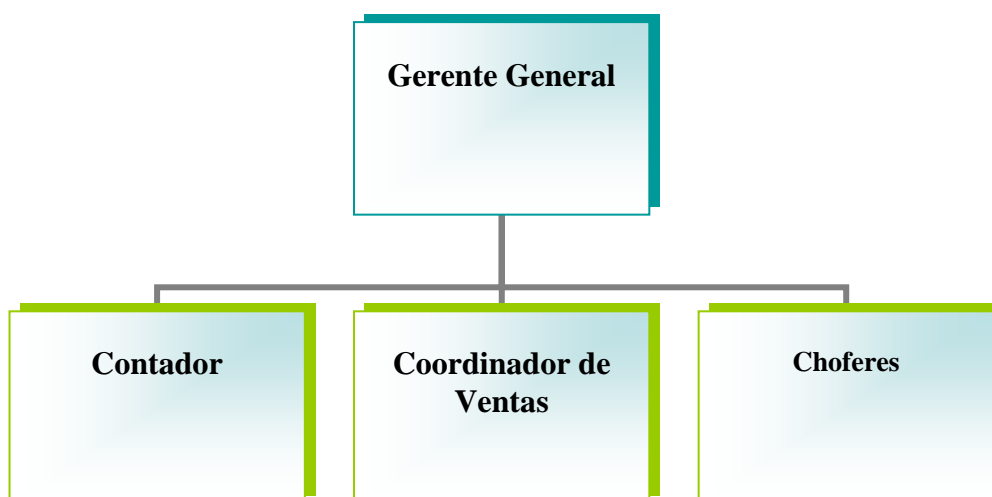 Gerente General
Contador
Coordinador de
Ventas
Choferes